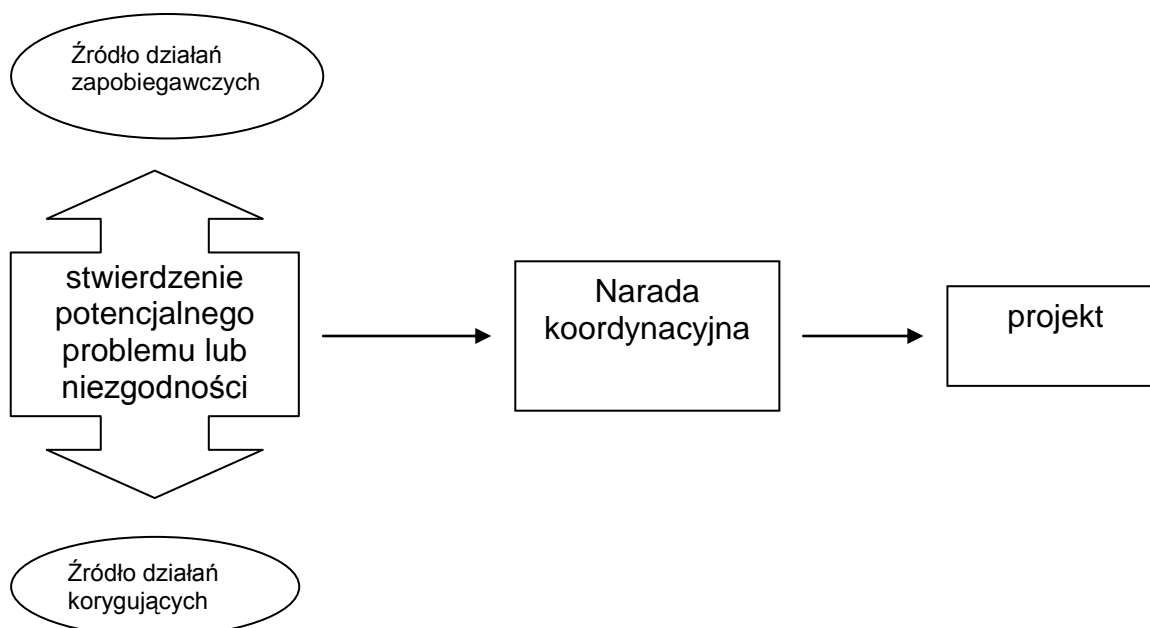 Źródło działań
zapobiegawczych
stwierdzenie
potencjalnego
problemu lub
niezgodności
Narada
koordynacyjna
projekt
Źródło działań
korygujących